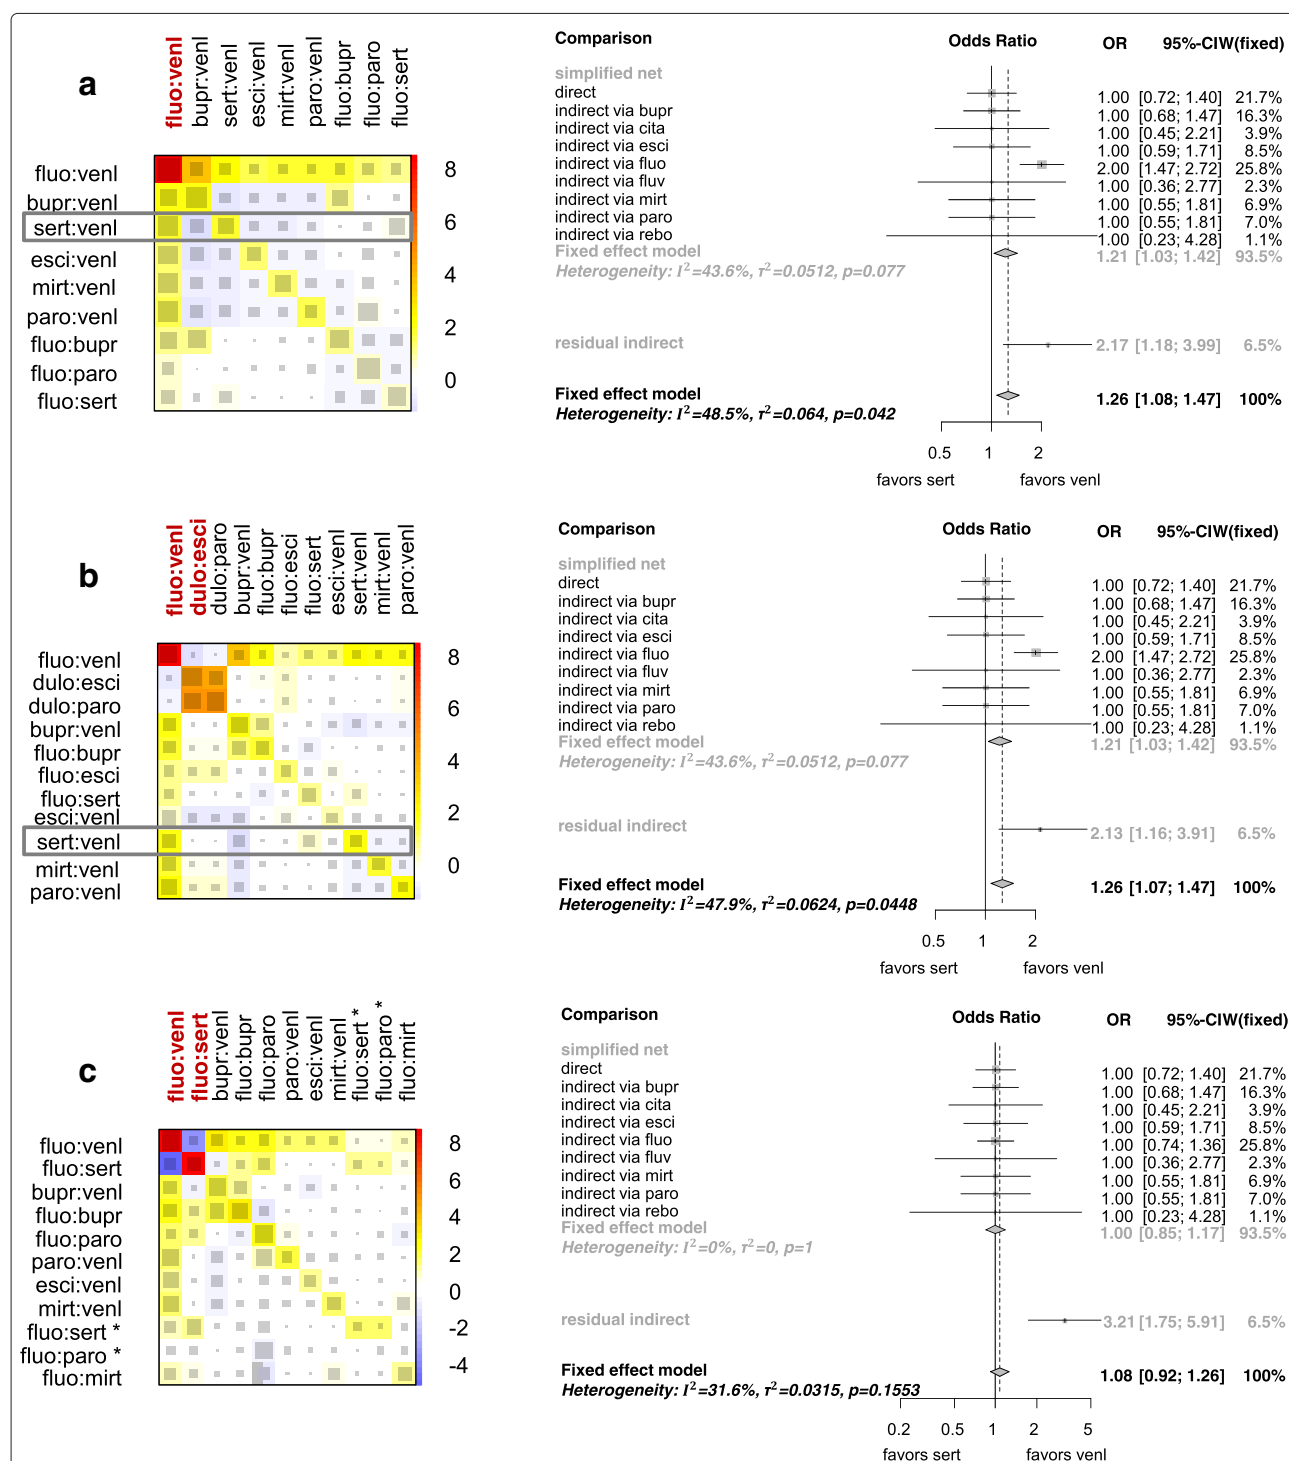 a
fluo:venl
bupr:venl
sert:venl
esci:venl
mirt:venl
paro:venl
fluo:bupr
fluo:paro
fluo:sert
fluo:venl
bupr:venl
sert:venl
esci:venl
mirt:venl
paro:venl
fluo:bupr
fluo:paro
fluo:sert
8
6
4
2
0
Comparison Odds Ratio OR 95%-CIW(fixed)
simplified net
direct 1.00 [0.72; 1.40] 21.7%
indirect via bupr 1.00 [0.68; 1.47] 16.3%
indirect via cita 1.00 [0.45; 2.21] 3.9%
indirect via esci 1.00 [0.59; 1.71] 8.5%
indirect via fluo 2.00 [1.47; 2.72] 25.8%
indirect via fluv 1.00 [0.36; 2.77] 2.3%
indirect via mirt 1.00 [0.55; 1.81] 6.9%
indirect via paro 1.00 [0.55; 1.81] 7.0%
indirect via rebo 1.00 [0.23; 4.28] 1.1%
Fixed effect model 1.21 [1.03; 1.42] 93.5%
Heterogeneity: I²=43.6%, τ²=0.0512, p=0.077
residual indirect 2.17 [1.18; 3.99] 6.5%
Fixed effect model 1.26 [1.08; 1.47] 100%
Heterogeneity: I²=48.5%, τ²=0.064, p=0.042
0.5 1 2
favors sert favors venl
b
fluo:venl
dulo:esci
dulo:paro
bupr:venl
fluo:bupr
fluo:esci
fluo:sert
esci:venl
sert:venl
mirt:venl
paro:venl
fluo:venl
dulo:esci
dulo:paro
bupr:venl
fluo:bupr
fluo:esci
fluo:sert
esci:venl
sert:venl
mirt:venl
paro:venl
8
6
4
2
0
Comparison Odds Ratio OR 95%-CIW(fixed)
simplified net
direct 1.00 [0.72; 1.40] 21.7%
indirect via bupr 1.00 [0.68; 1.47] 16.3%
indirect via cita 1.00 [0.45; 2.21] 3.9%
indirect via esci 1.00 [0.59; 1.71] 8.5%
indirect via fluo 2.00 [1.47; 2.72] 25.8%
indirect via fluv 1.00 [0.36; 2.77] 2.3%
indirect via mirt 1.00 [0.55; 1.81] 6.9%
indirect via paro 1.00 [0.55; 1.81] 7.0%
indirect via rebo 1.00 [0.23; 4.28] 1.1%
Fixed effect model 1.21 [1.03; 1.42] 93.5%
Heterogeneity: I²=43.6%, τ²=0.0512, p=0.077
residual indirect 2.13 [1.16; 3.91] 6.5%
Fixed effect model 1.26 [1.07; 1.47] 100%
Heterogeneity: I²=47.9%, τ²=0.0624, p=0.0448
0.5 1 2
favors sert favors venl
c
fluo:venl
fluo:sert
bupr:venl
fluo:bupr
fluo:paro
paro:venl
esci:venl
mirt:venl
fluo:sert *
fluo:paro *
fluo:mirt
fluo:venl
fluo:sert
bupr:venl
fluo:bupr
fluo:paro
paro:venl
esci:venl
mirt:venl
fluo:sert *
fluo:paro *
fluo:mirt
8
6
4
2
0
-2
-4
Comparison Odds Ratio OR 95%-CIW(fixed)
simplified net
direct 1.00 [0.72; 1.40] 21.7%
indirect via bupr 1.00 [0.68; 1.47] 16.3%
indirect via cita 1.00 [0.45; 2.21] 3.9%
indirect via esci 1.00 [0.59; 1.71] 8.5%
indirect via fluo 1.00 [0.74; 1.36] 25.8%
indirect via fluv 1.00 [0.36; 2.77] 2.3%
indirect via mirt 1.00 [0.55; 1.81] 6.9%
indirect via paro 1.00 [0.55; 1.81] 7.0%
indirect via rebo 1.00 [0.23; 4.28] 1.1%
Fixed effect model 1.00 [0.85; 1.17] 93.5%
Heterogeneity: I²=0%, τ²=0, p=1
residual indirect 3.21 [1.75; 5.91] 6.5%
Fixed effect model 1.08 [0.92; 1.26] 100%
Heterogeneity: I²=31.6%, τ²=0.0315, p=0.1553
0.2 0.5 1 2 5
favors sert favors venl